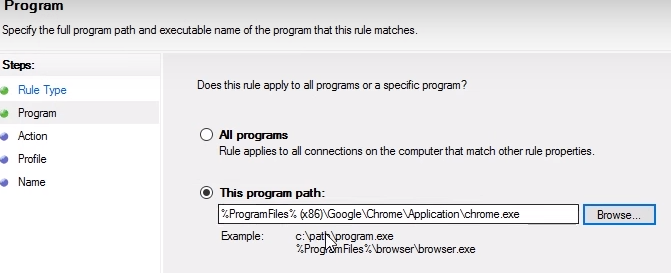 Program
Specify the full program path and executable name of the program that this rule matches.
Steps:
Rule Type
Program
Action
Profile
Name
Does this rule apply to all programs or a specific program?
All programs
Rule applies to all connections on the computer that match other rule properties.
This program path:
%ProgramFiles% (x86)\Google\Chrome\Application\chrome.exe
Browse...
Example: c:\path\program.exe
%ProgramFiles%\browser\browser.exe